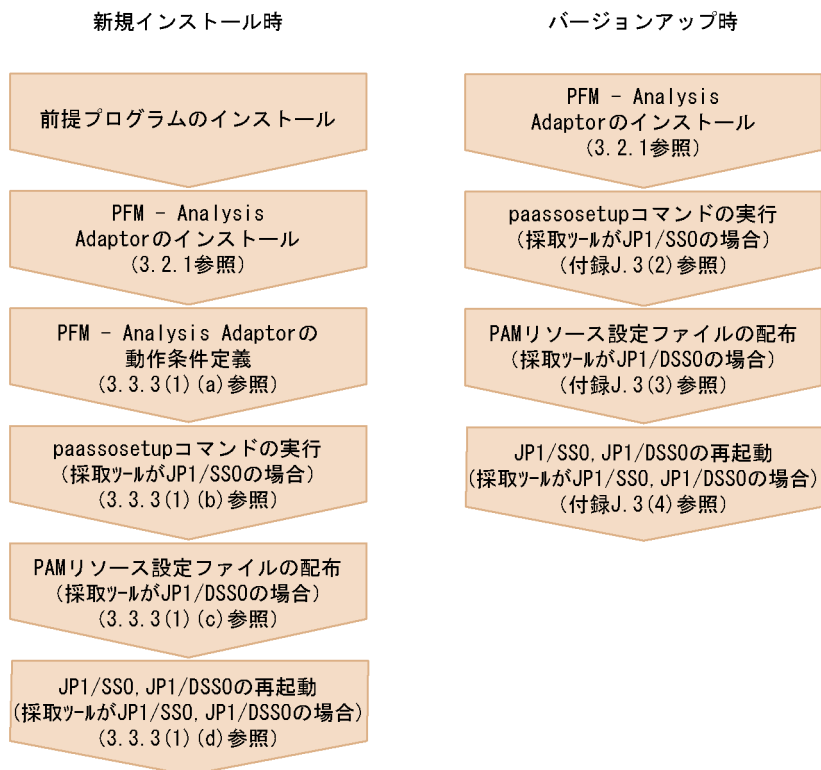 新規インストール時
前提プログラムのインストール
PFM - Analysis
Adaptorのインストール
(3.2.1参照)
PFM - Analysis Adaptorの
動作条件定義
(3.3.3(1)(a)参照)
paassosetupコマンドの実行
(採取ツールがJP1/SSOの場合)
(3.3.3(1)(b)参照)
PAMリソース設定ファイルの配布
(採取ツールがJP1/DSSOの場合)
(3.3.3(1)(c)参照)
JP1/SSO,JP1/DSSOの再起動
(採取ツールがJP1/SSO,JP1/DSSOの場合)
(3.3.3(1)(d)参照)
バージョンアップ時
PFM - Analysis
Adaptorのインストール
(3.2.1参照)
paassosetupコマンドの実行
(採取ツールがJP1/SSOの場合)
(付録J.3(2)参照)
PAMリソース設定ファイルの配布
(採取ツールがJP1/DSSOの場合)
(付録J.3(3)参照)
JP1/SSO,JP1/DSSOの再起動
(採取ツールがJP1/SSO,JP1/DSSOの場合)
(付録J.3(4)参照)